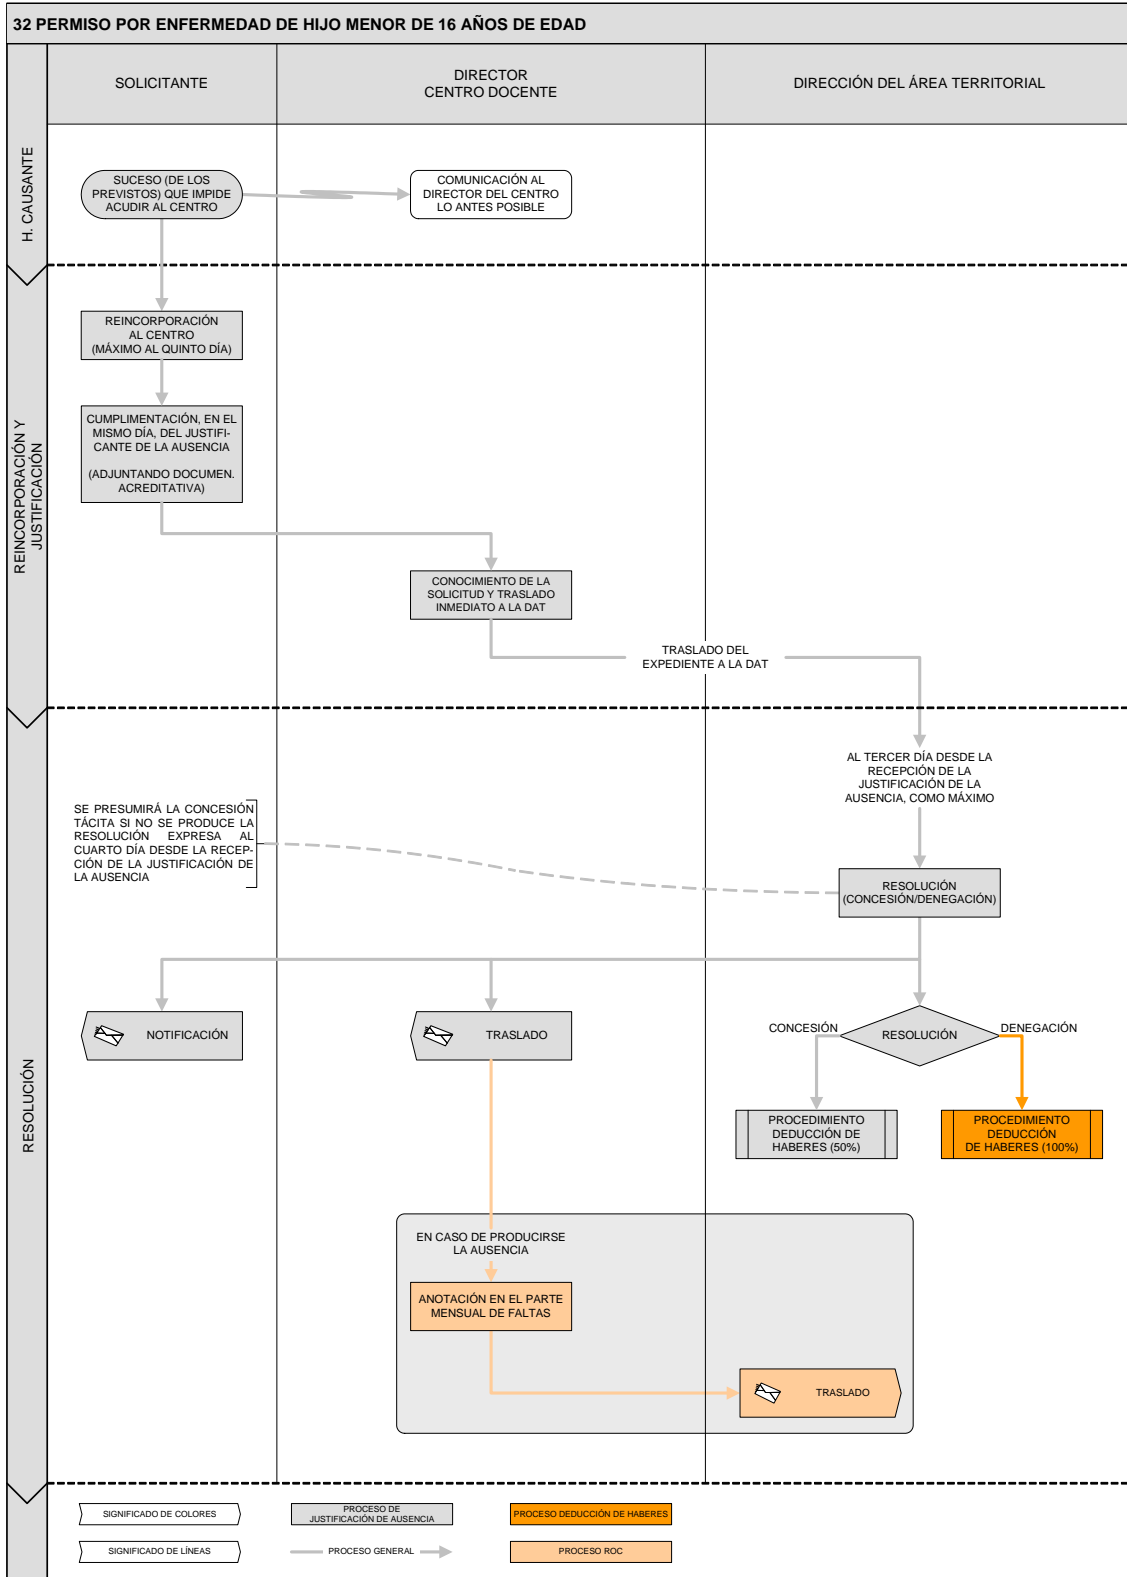 32 PERMISO POR ENFERMEDAD DE HIJO MENOR DE 16 AÑOS DE EDAD
SOLICITANTE
DIRECTOR
CENTRO DOCENTE
DIRECCIÓN DEL ÁREA TERRITORIAL
H. CAUSANTE
SUCESO (DE LOS
PREVISTOS) QUE IMPIDE
ACUDIR AL CENTRO
COMUNICACIÓN AL
DIRECTOR DEL CENTRO
LO ANTES POSIBLE
REINCORPORACIÓN Y
JUSTIFICACIÓN
REINCORPORACIÓN
AL CENTRO
(MÁXIMO AL QUINTO DÍA)
CUMPLIMENTACIÓN, EN EL
MISMO DÍA, DEL JUSTIFI-
CANTE DE LA AUSENCIA
(ADJUNTANDO DOCUMEN.
ACREDITATIVA)
CONOCIMIENTO DE LA
SOLICITUD Y TRASLADO
INMEDIATO A LA DAT
TRASLADO DEL
EXPEDIENTE A LA DAT
RESOLUCIÓN
AL TERCER DÍA DESDE LA
RECEPCIÓN DE LA
JUSTIFICACIÓN DE LA
AUSENCIA, COMO MÁXIMO
SE PRESUMIRÁ LA CONCESIÓN
TÁCITA SI NO SE PRODUCE LA
RESOLUCIÓN EXPRESA AL
CUARTO DÍA DESDE LA RECEP-
CIÓN DE LA JUSTIFICACIÓN DE
LA AUSENCIA
RESOLUCIÓN
(CONCESIÓN/DENEGACIÓN)
NOTIFICACIÓN
TRASLADO
CONCESIÓN
RESOLUCIÓN
DENEGACIÓN
PROCEDIMIENTO
DEDUCCIÓN DE
HABERES (50%)
PROCEDIMIENTO
DEDUCCIÓN
DE HABERES (100%)
EN CASO DE PRODUCIRSE
LA AUSENCIA
ANOTACIÓN EN EL PARTE
MENSUAL DE FALTAS
TRASLADO
SIGNIFICADO DE COLORES
PROCESO DE
JUSTIFICACIÓN DE AUSENCIA
PROCESO DEDUCCIÓN DE HABERES
SIGNIFICADO DE LÍNEAS
PROCESO GENERAL
PROCESO ROC